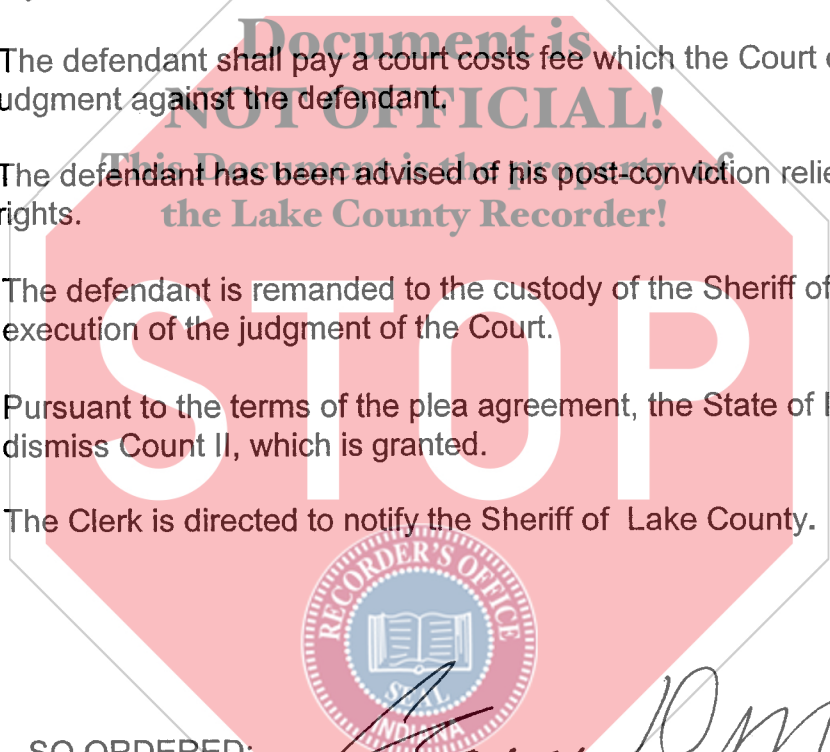 Document is
The defendant shall pay a court costs fee which the Court
udgment against the defendant.
NOT OFFICIAL!
This Document is the property of
The defendant has been advised of his post-conviction relie
rights.
the Lake County Recorder!
The defendant is remanded to the custody of the Sheriff of
execution of the judgment of the Court.
STOP
Pursuant to the terms of the plea agreement, the State of
dismiss Count II, which is granted.
The Clerk is directed to notify the Sheriff of Lake County.
RECORDER'S OFFICE
SEAL
INDIANA
SO ORDERED: